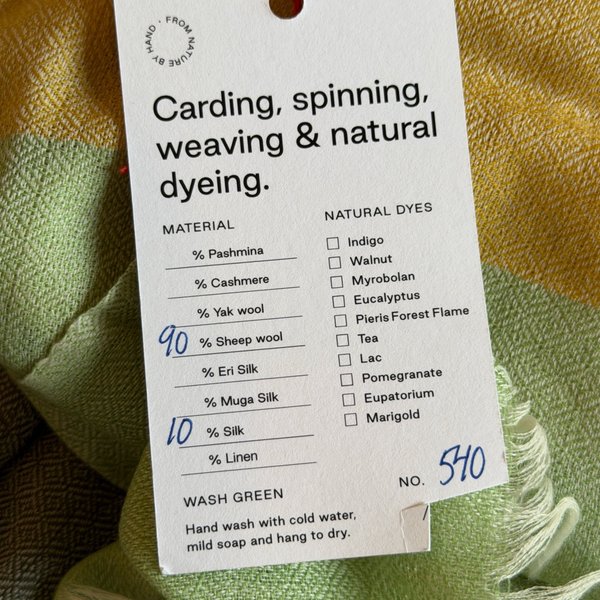 FROM NATURE BY HAND ·
Carding, spinning,
weaving & natural
dyeing.
MATERIAL
% Pashmina
% Cashmere
% Yak wool
90 % Sheep wool
% Eri Silk
% Muga Silk
10 % Silk
% Linen
NATURAL DYES
Indigo
Walnut
Myrobolan
Eucalyptus
Pieris Forest Flame
Tea
Lac
Pomegranate
Eupatorium
Marigold
NO. 540
WASH GREEN
Hand wash with cold water,
mild soap and hang to dry.